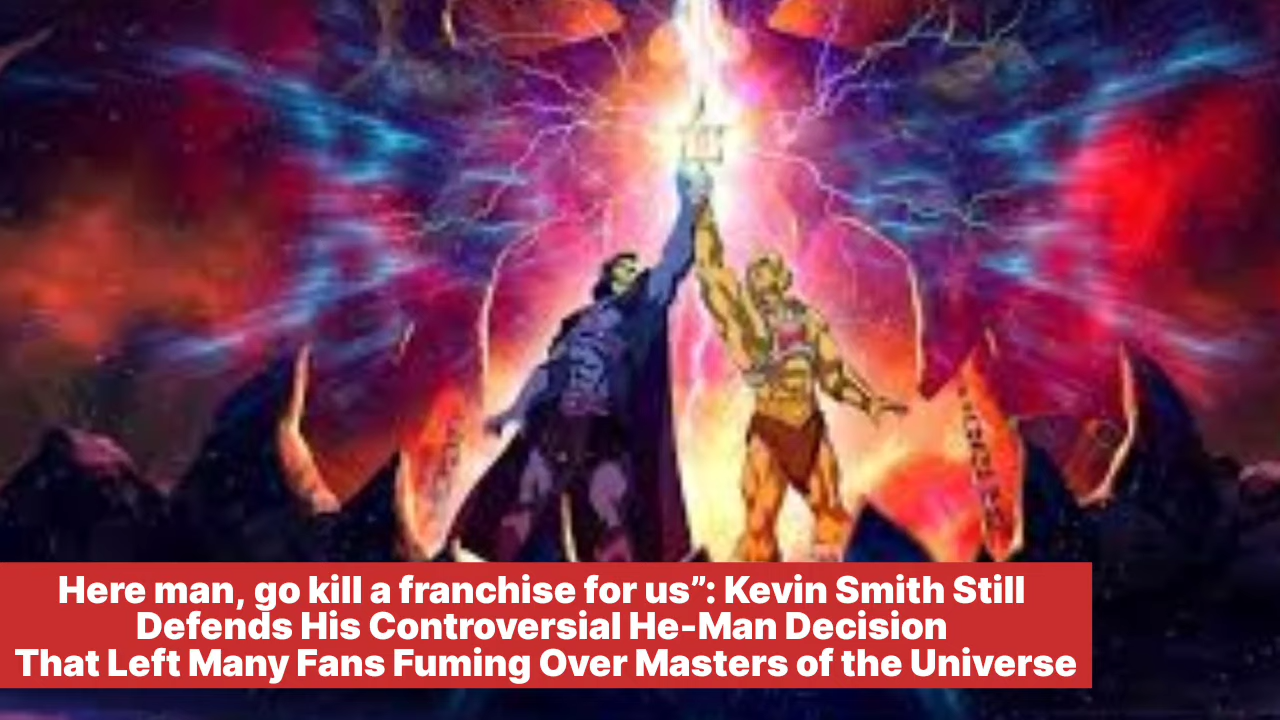 Here man, go kill a franchise for us”: Kevin Smith Still
Defends His Controversial He-Man Decision
That Left Many Fans Fuming Over Masters of the Universe